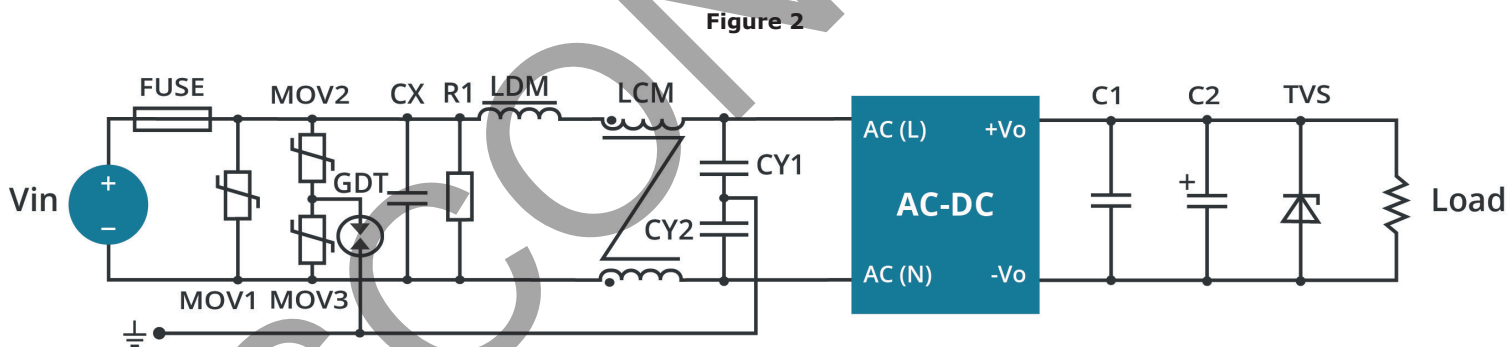 Figure 2
FUSE
MOV2
CX
R1
LDM
LCM
C1
C2
TVS
AC (L)
+Vo
GDT
CY1
Vin
+
−
+
AC-DC
Load
CY2
AC (N)
-Vo
MOV1
MOV3
CON